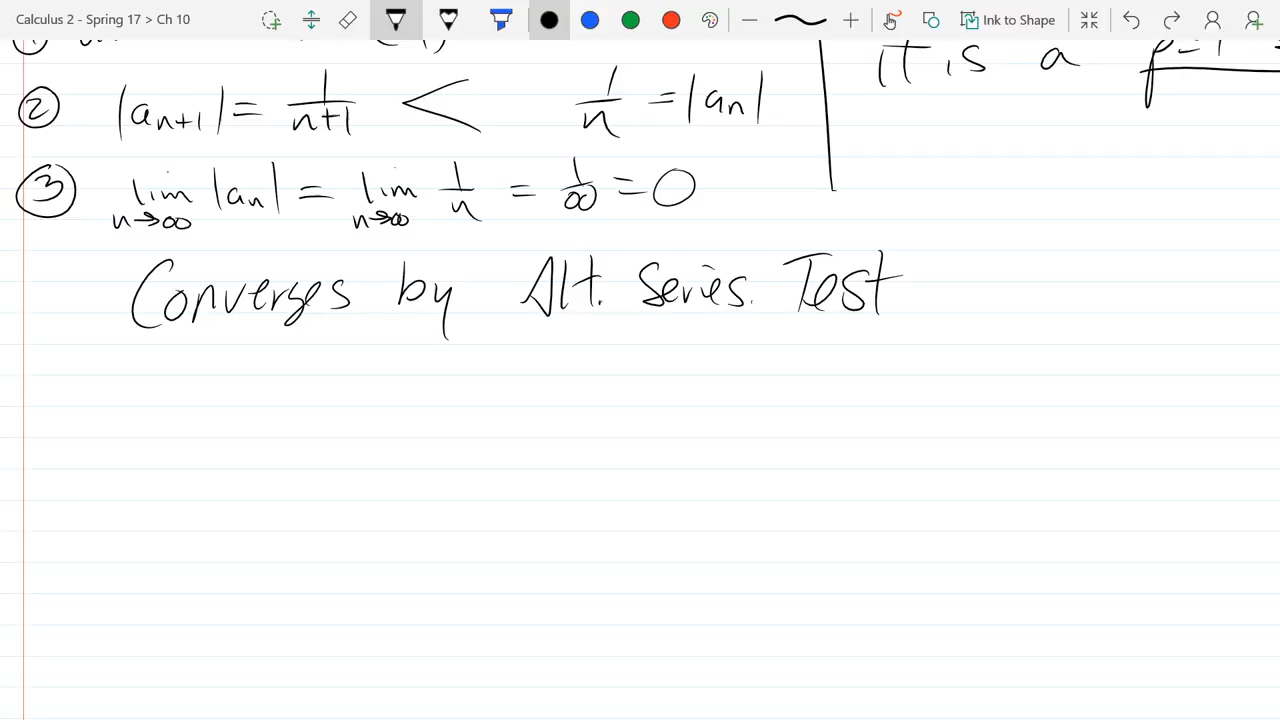 Calculus 2 - Spring 17 > Ch 10
Ink to Shape
② |aₙ₊₁| = 1/(n+1) < 1/n = |aₙ|
it is a p=1
③ lim n→∞ |aₙ| = lim n→∞ 1/n = 1/∞ = 0
Converges by Alt. Series. Test